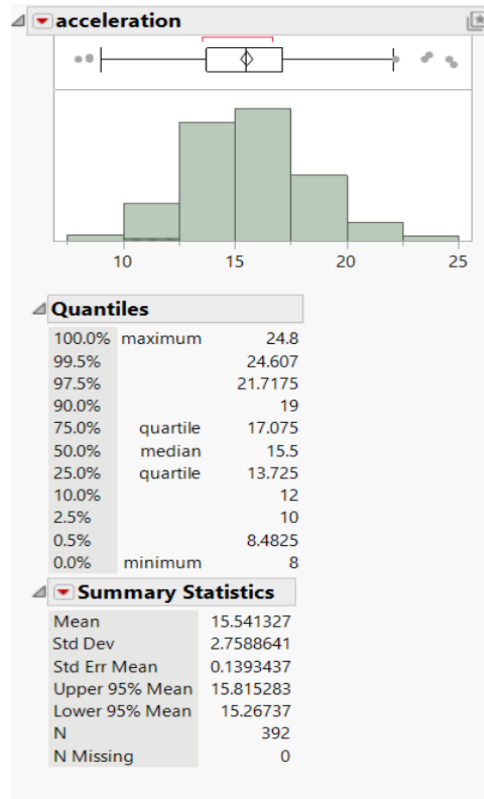 acceleration
10 15 20 25
Quantiles
100.0% maximum 24.8
99.5% 24.607
97.5% 21.7175
90.0% 19
75.0% quartile 17.075
50.0% median 15.5
25.0% quartile 13.725
10.0% 12
2.5% 10
0.5% 8.4825
0.0% minimum 8
Summary Statistics
Mean 15.541327
Std Dev 2.7588641
Std Err Mean 0.1393437
Upper 95% Mean 15.815283
Lower 95% Mean 15.26737
N 392
N Missing 0